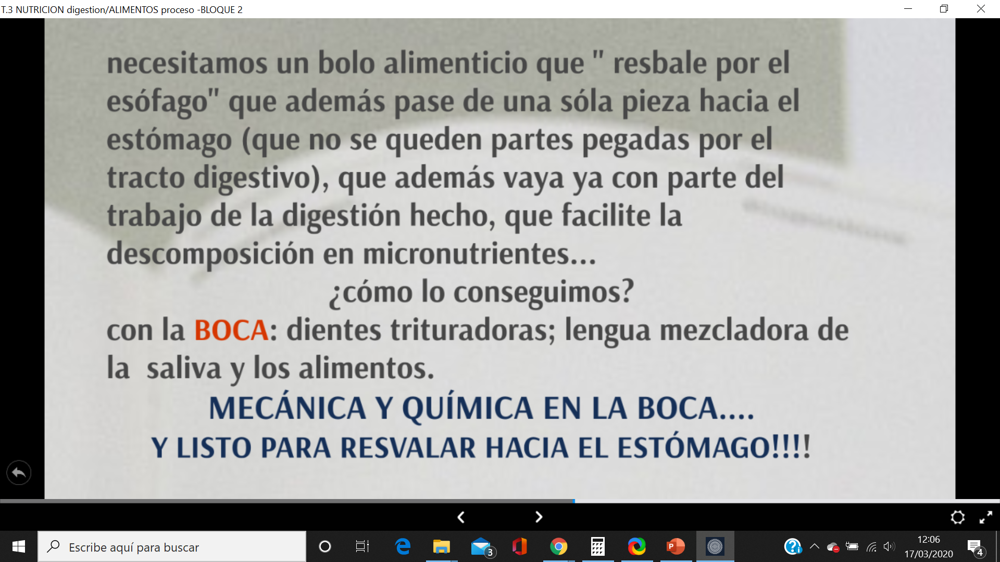 T.3 NUTRICION digestion/ALIMENTOS proceso -BLOQUE 2
necesitamos un bolo alimenticio que " resbale por el
esófago" que además pase de una sóla pieza hacia el
estómago (que no se queden partes pegadas por el
tracto digestivo), que además vaya ya con parte del
trabajo de la digestión hecho, que facilite la
descomposición en micronutrientes...
¿cómo lo conseguimos?
con la BOCA: dientes trituradoras; lengua mezcladora de
la  saliva y los alimentos.
MECÁNICA Y QUÍMICA EN LA BOCA....
Y LISTO PARA RESVALAR HACIA EL ESTÓMAGO!!!!
Escribe aquí para buscar
3
P
12:06
17/03/2020
4